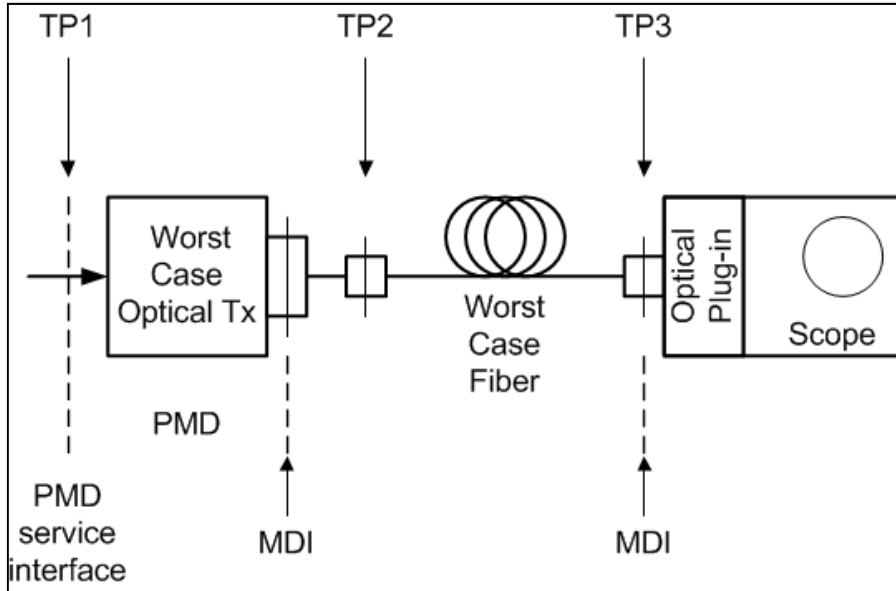 TP1
TP2
TP3
Worst
Case
Optical Tx
Worst
Case
Fiber
Optical
Plug-in
Scope
PMD
PMD
service
interface
MDI
MDI